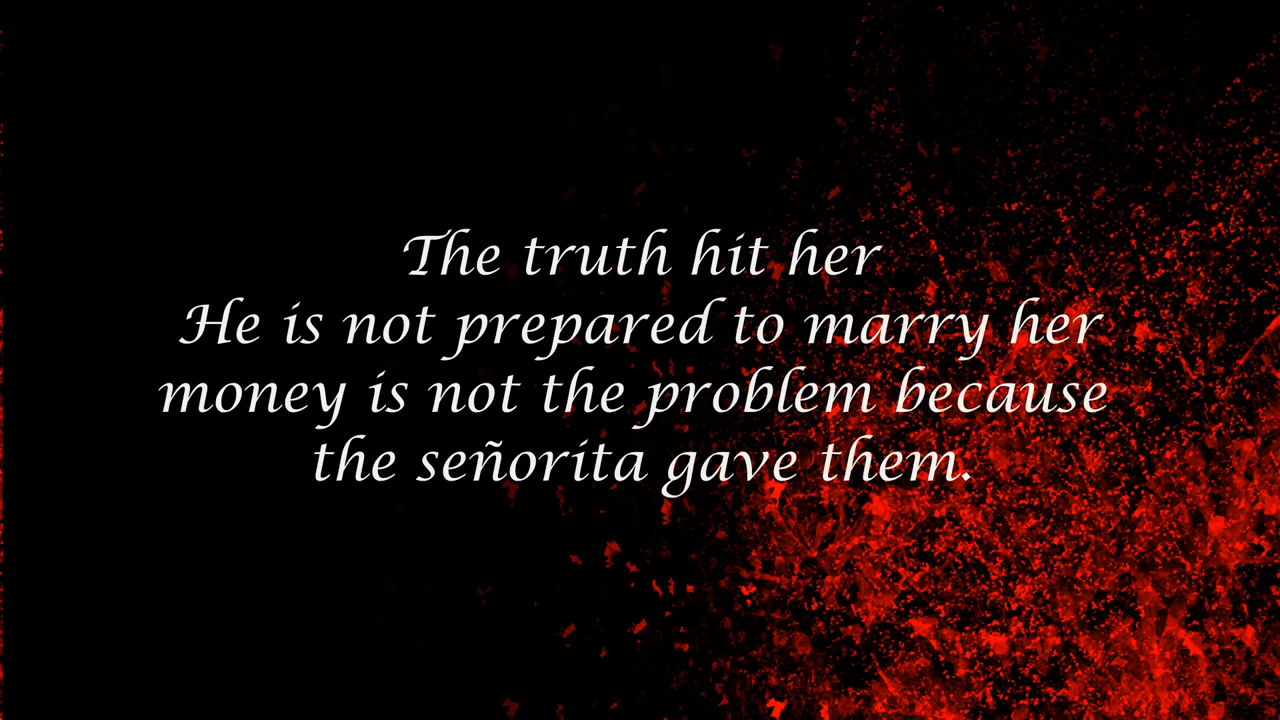 The truth hit her
He is not prepared to marry her
money is not the problem because
the señorita gave them.